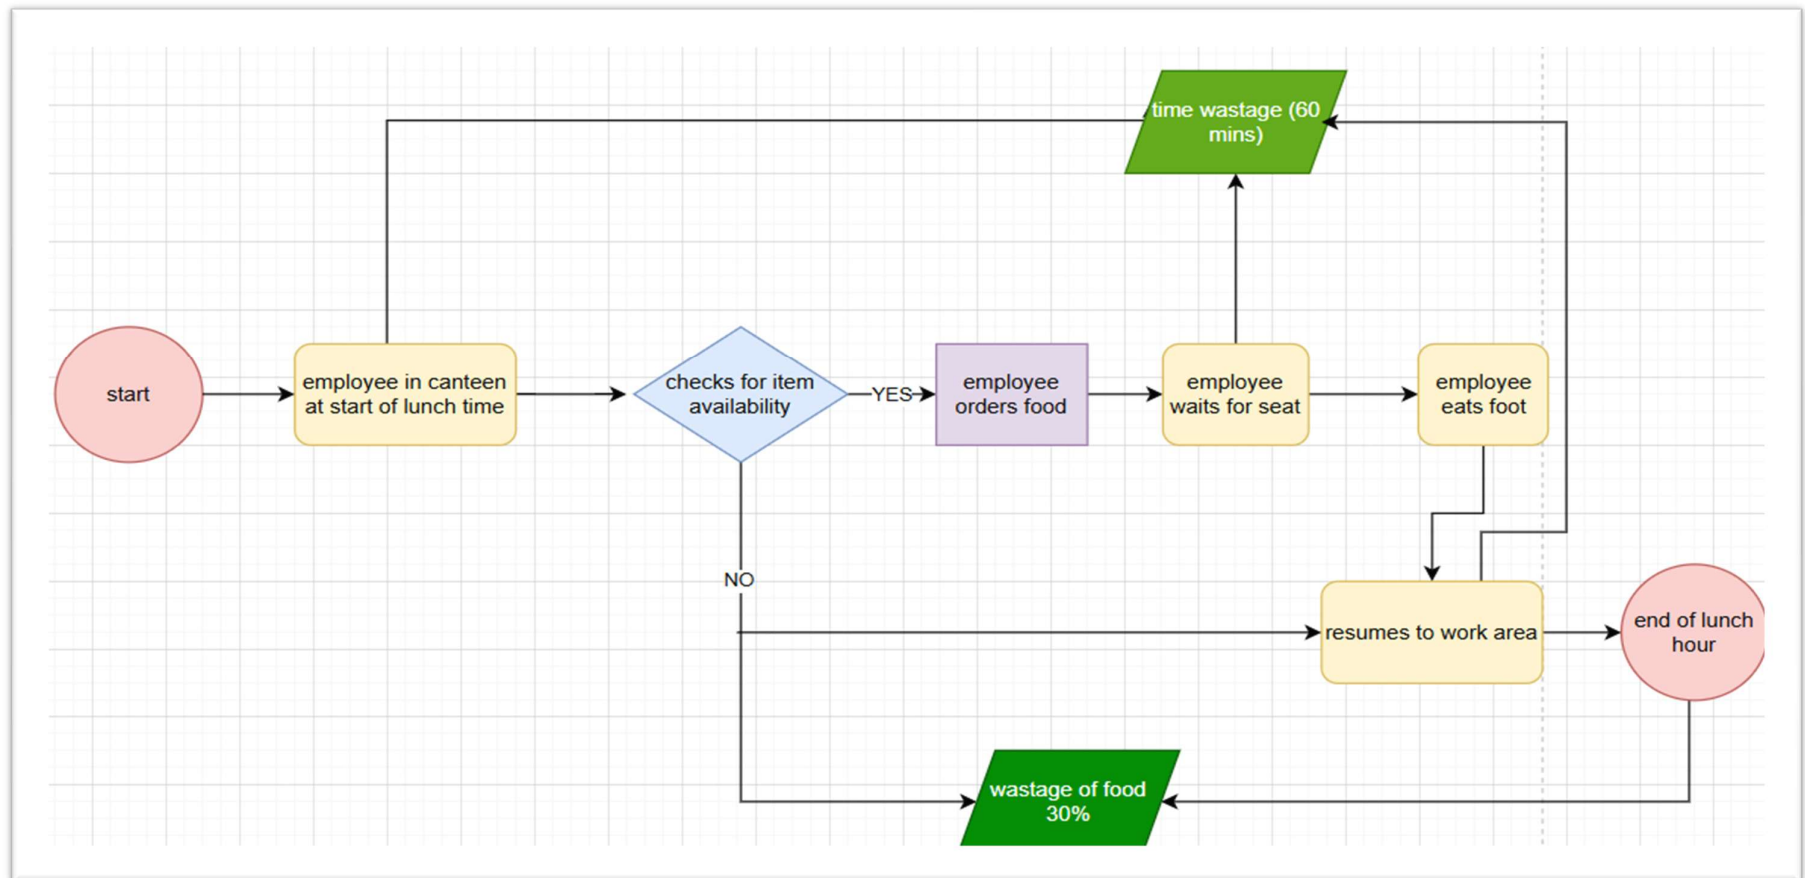 time wastage (60
mins)
start
employee in canteen
at start of lunch time
checks for item
availability
YES
employee
orders food
employee
waits for seat
employee
eats foot
NO
resumes to work area
end of lunch
hour
wastage of food
30%